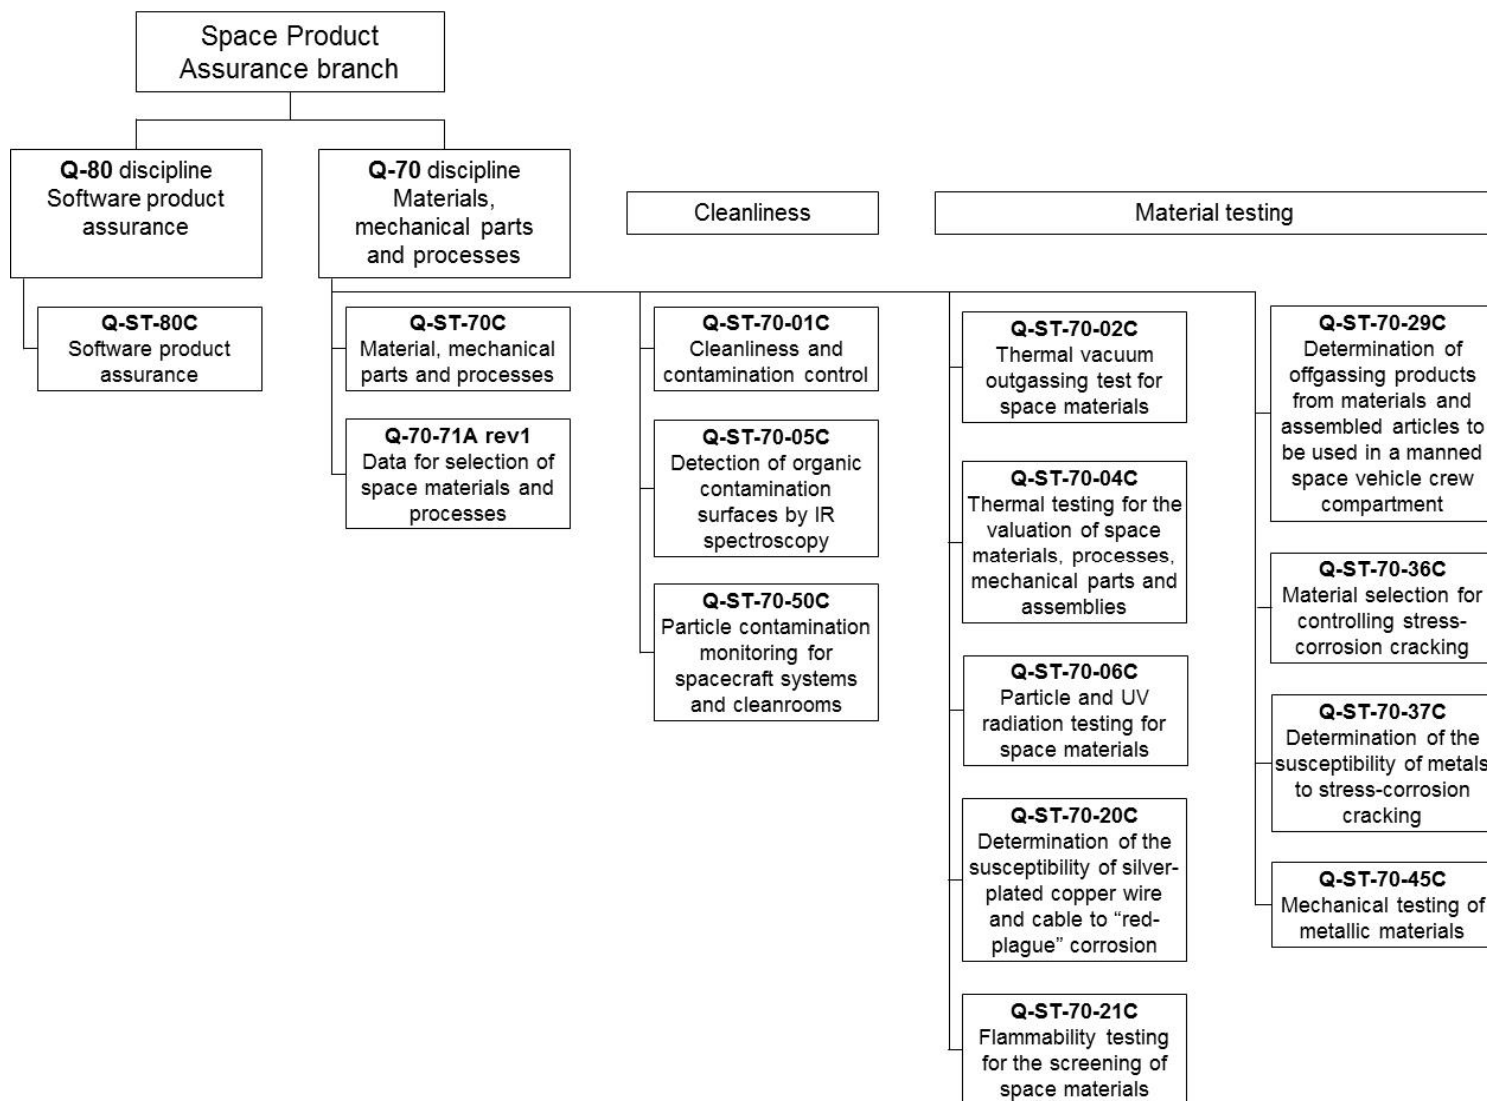 Space Product
Assurance branch
Q-80 discipline
Software product
assurance
Q-ST-80C
Software product
assurance
Q-70 discipline
Materials,
mechanical parts
and processes
Q-ST-70C
Material, mechanical
parts and processes
Q-70-71A rev1
Data for selection of
space materials and
processes
Cleanliness
Q-ST-70-01C
Cleanliness and
contamination control
Q-ST-70-05C
Detection of organic
contamination
surfaces by IR
spectroscopy
Q-ST-70-50C
Particle contamination
monitoring for
spacecraft systems
and cleanrooms
Material testing
Q-ST-70-02C
Thermal vacuum
outgassing test for
space materials
Q-ST-70-04C
Thermal testing for the
valuation of space
materials, processes,
mechanical parts and
assemblies
Q-ST-70-06C
Particle and UV
radiation testing for
space materials
Q-ST-70-20C
Determination of the
susceptibility of silver-
plated copper wire
and cable to “red-
plague” corrosion
Q-ST-70-21C
Flammability testing
for the screening of
space materials
Q-ST-70-29C
Determination of
offgassing products
from materials and
assembled articles to
be used in a manned
space vehicle crew
compartment
Q-ST-70-36C
Material selection for
controlling stress-
corrosion cracking
Q-ST-70-37C
Determination of the
susceptibility of metals
to stress-corrosion
cracking
Q-ST-70-45C
Mechanical testing of
metallic materials